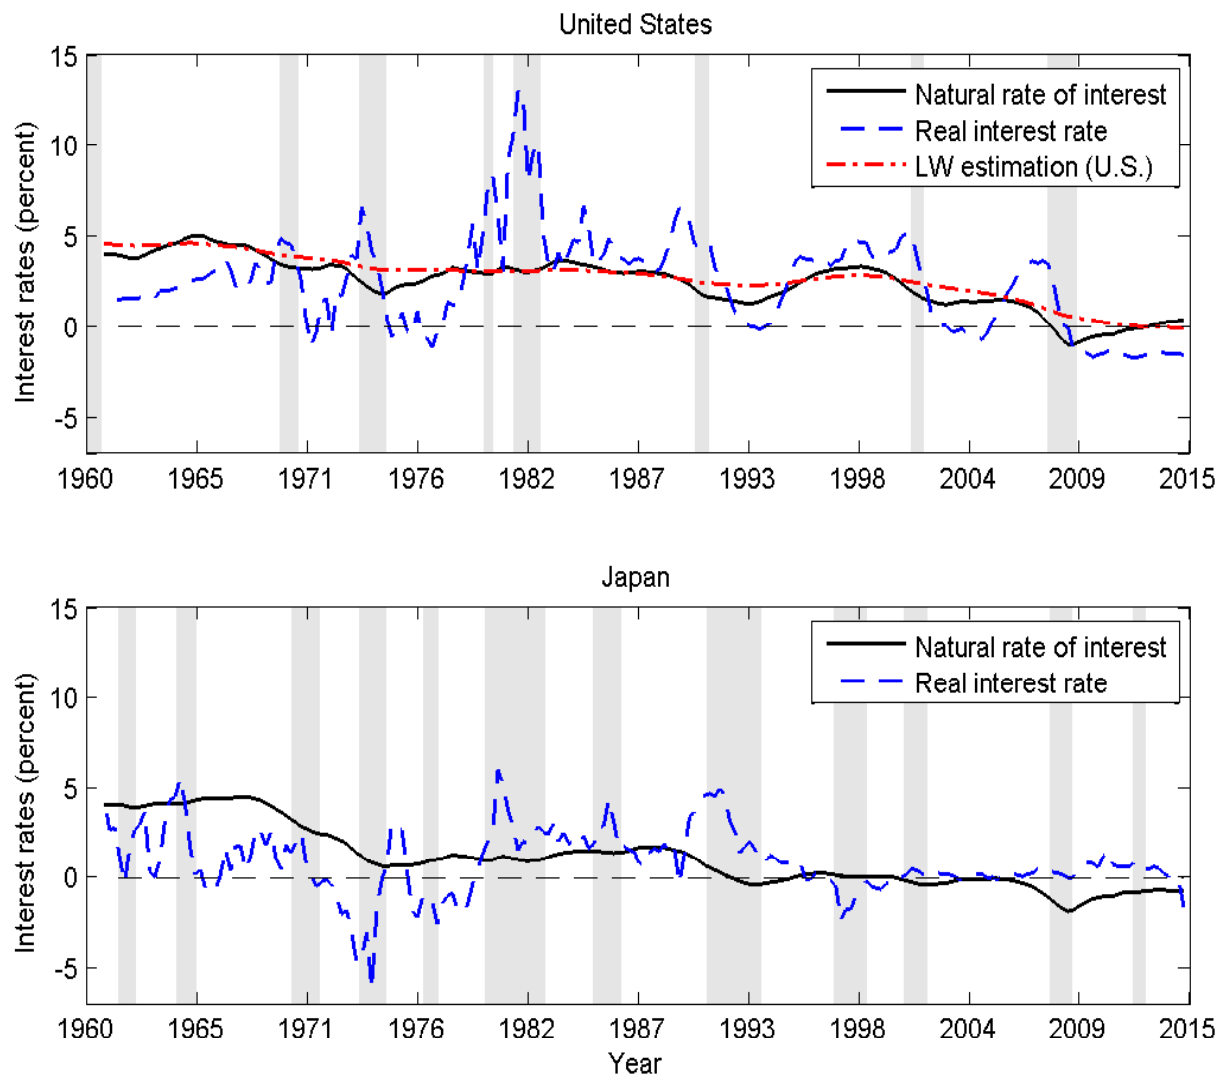 United States
15
10
5
0
-5
Interest rates (percent)
Natural rate of interest
Real interest rate
LW estimation (U.S.)
1960 1965 1971 1976 1982 1987 1993 1998 2004 2009 2015
Japan
15
10
5
0
-5
Interest rates (percent)
Natural rate of interest
Real interest rate
1960 1965 1971 1976 1982 1987 1993 1998 2004 2009 2015
Year